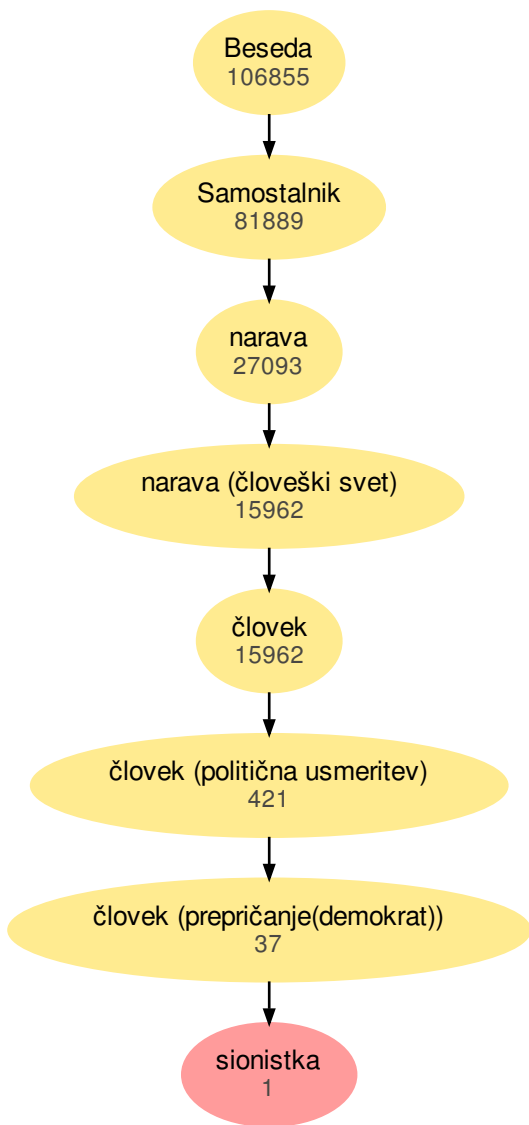 Beseda
106855
Samostalnik
81889
narava
27093
narava (človeški svet)
15962
človek
15962
človek (politična usmeritev)
421
človek (prepričanje(demokrat))
37
sionistka
1